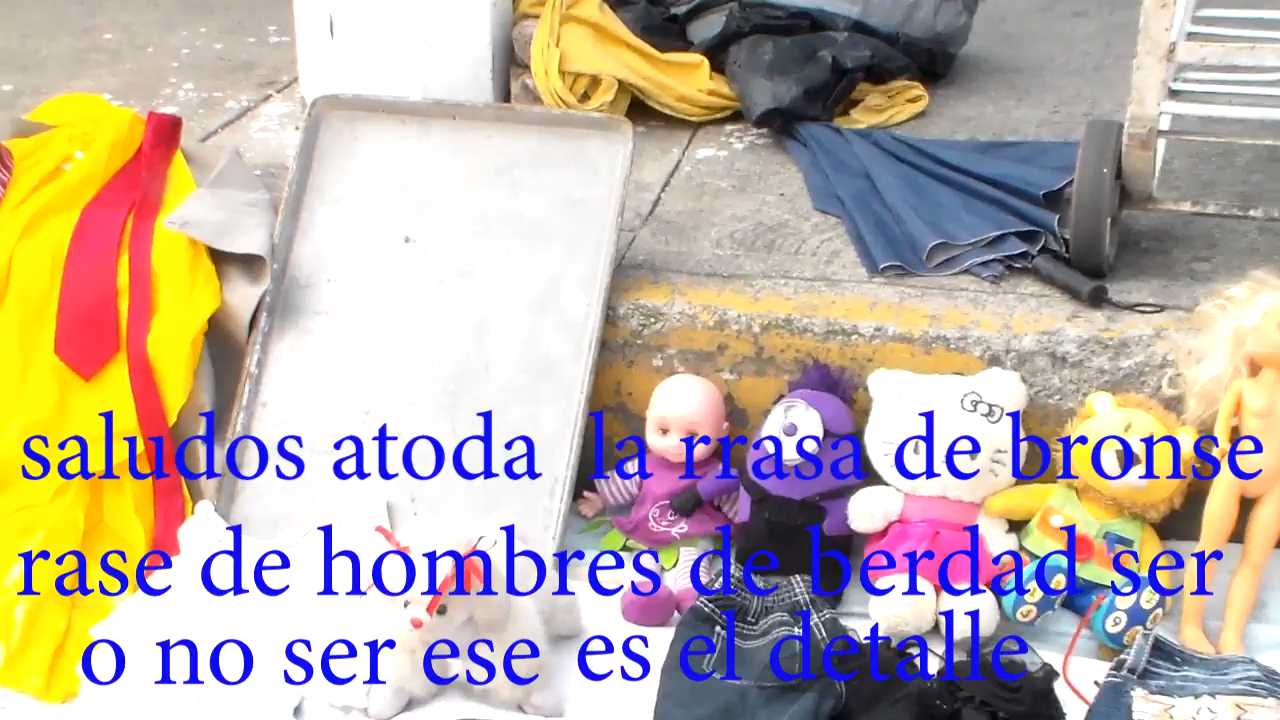 saludos atoda la rrasa de bronse
rase de hombres de berdad ser
o no ser ese es el detalle